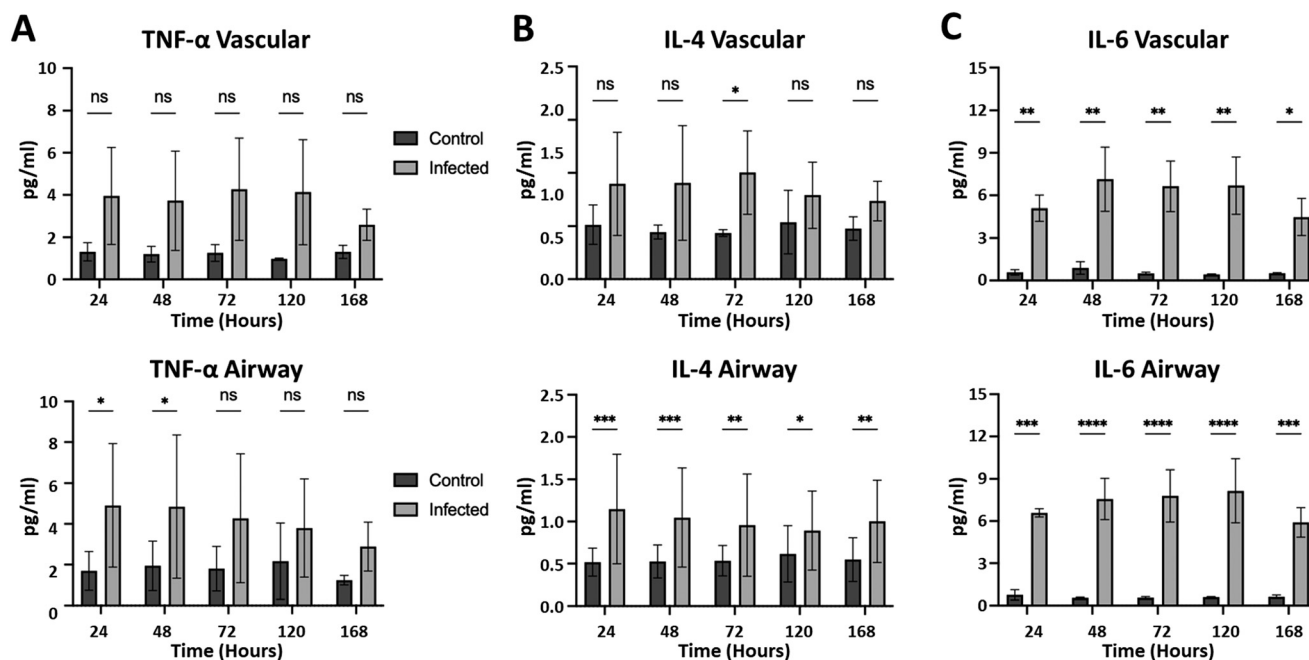 A
TNF-α Vascular
10
8
6
4
2
0
pg/ml
ns ns ns ns ns
24 48 72 120 168
Time (Hours)
Control
Infected
B
IL-4 Vascular
2.5
2.0
1.5
1.0
0.5
0.0
pg/ml
ns ns * ns ns
24 48 72 120 168
Time (Hours)
C
IL-6 Vascular
15
12
9
6
3
0
pg/ml
** ** ** ** *
24 48 72 120 168
Time (Hours)
TNF-α Airway
10
8
6
4
2
0
pg/ml
* * ns ns ns
24 48 72 120 168
Time (Hours)
Control
Infected
IL-4 Airway
2.5
2.0
1.5
1.0
0.5
0.0
pg/ml
*** *** ** * **
24 48 72 120 168
Time (Hours)
IL-6 Airway
15
12
9
6
3
0
pg/ml
*** **** **** **** ***
24 48 72 120 168
Time (Hours)